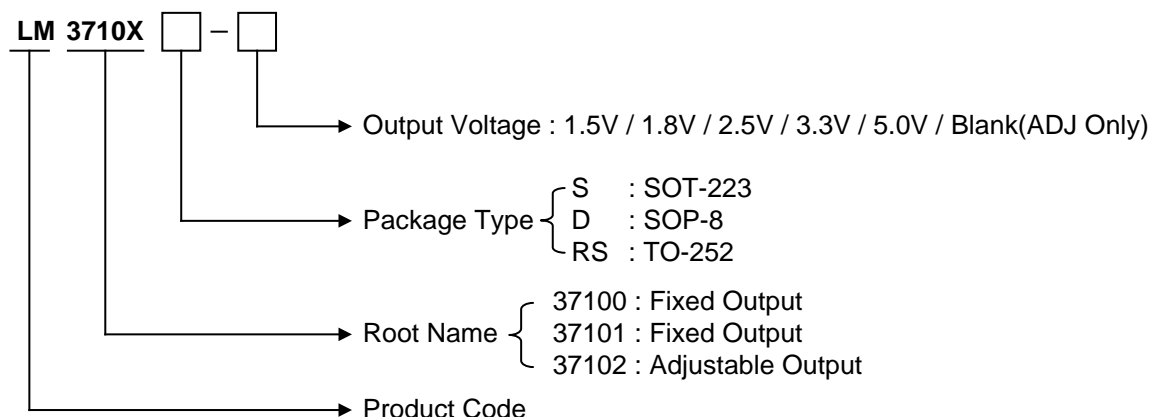 LM 3710X □ – □
Output Voltage : 1.5V / 1.8V / 2.5V / 3.3V / 5.0V / Blank(ADJ Only)
Package Type
S : SOT-223
D : SOP-8
RS : TO-252
Root Name
37100 : Fixed Output
37101 : Fixed Output
37102 : Adjustable Output
Product Code